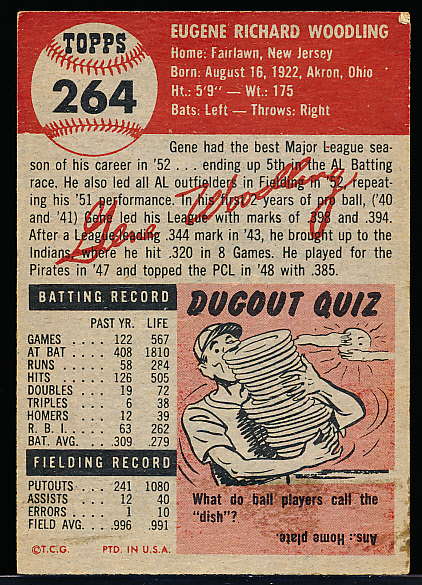 TOPPS
264
EUGENE RICHARD WOODLING
Home: Fairlawn, New Jersey
Born: August 16, 1922, Akron, Ohio
Ht.: 5'9" — Wt.: 175
Bats: Left — Throws: Right
Gene had the best Major League sea-
son of his career in '52 . . . ending up 5th in the AL Batting
race. He also led all AL outfielders in Fielding in '52, repeat-
ing his '51 performance. In his first 2 years of pro ball, ('40
and '41) Gene led his League with marks of .398 and .394.
After a League leading .344 mark in '43, he was brought up to the
Indians where he hit .320 in 8 Games. He played for the
Pirates in '47 and topped the PCL in '48 with .385.
Gene Woodling
BATTING RECORD
PAST YR. LIFE
GAMES 122 567
AT BAT 408 1810
RUNS 58 284
HITS 126 505
DOUBLES 19 72
TRIPLES 6 38
HOMERS 12 39
R. B. I. 63 262
BAT. AVG. .309 .279
FIELDING RECORD
PUTOUTS 241 1080
ASSISTS 12 40
ERRORS 1 10
FIELD AVG. .996 .991
©T.C.G. PTD. IN U.S.A.
DUGOUT QUIZ
What do ball players call the
"dish"?
Ans.: Home plate.